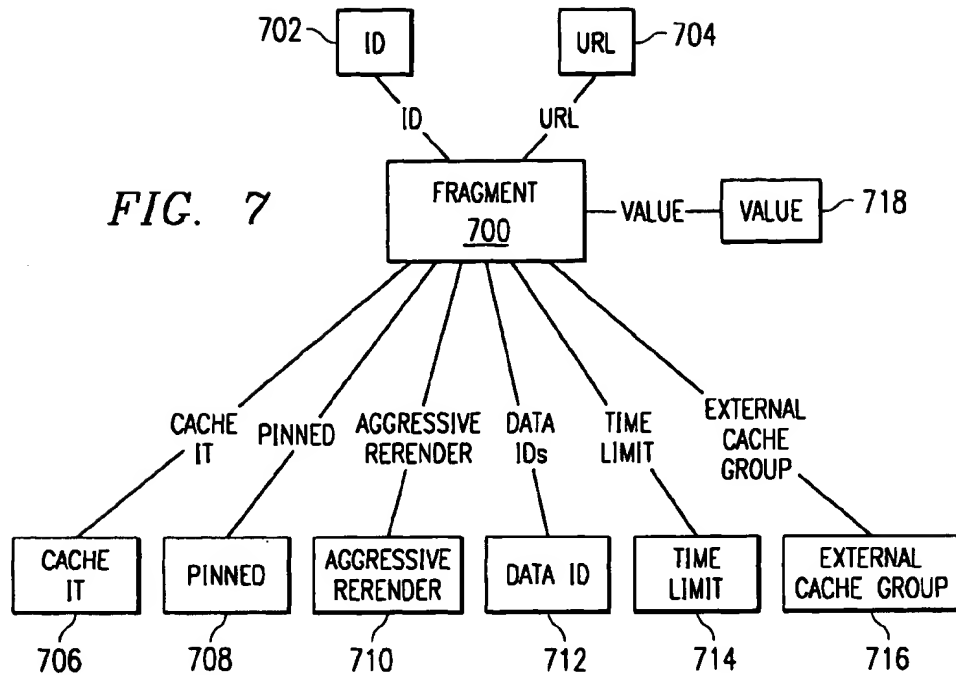 702
ID
URL
704
ID
URL
FIG. 7
FRAGMENT
700
VALUE
VALUE
718
CACHE
IT
PINNED
AGGRESSIVE
RERENDER
DATA
IDs
TIME
LIMIT
EXTERNAL
CACHE
GROUP
CACHE
IT
PINNED
AGGRESSIVE
RERENDER
DATA ID
TIME
LIMIT
EXTERNAL
CACHE GROUP
706
708
710
712
714
716